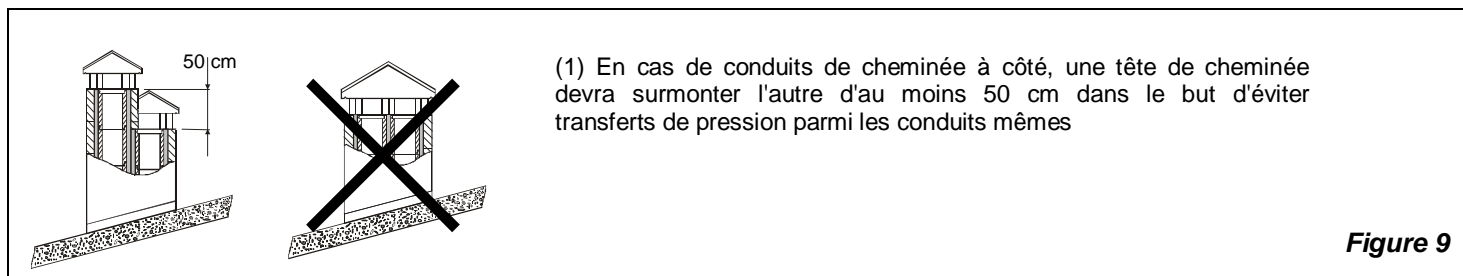 50 cm
(1) En cas de conduits de cheminée à côté, une tête de cheminée
devra surmonter l'autre d'au moins 50 cm dans le but d'éviter
transferts de pression parmi les conduits mêmes
Figure 9